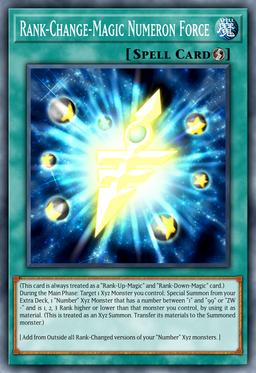 RANK-CHANGE-MAGIC NUMERON FORCE
[SPELL CARD
]
(This card is always treated as a "Rank-Up-Magic" and "Rank-Down-Magic" card.)
During the Main Phase: Target 1 Xyz Monster you control; Special Summon from your
Extra Deck, 1 "Number" Xyz Monster that has a number between "1" and "99" or "ZW
-" and is 1, 2, 3 Rank higher or lower than that monster you control, by using it as
material. (This is treated as an Xyz Summon. Transfer its materials to the Summoned
monster.)
[ Add from Outside all Rank-Changed versions of your "Number" Xyz monsters. ]